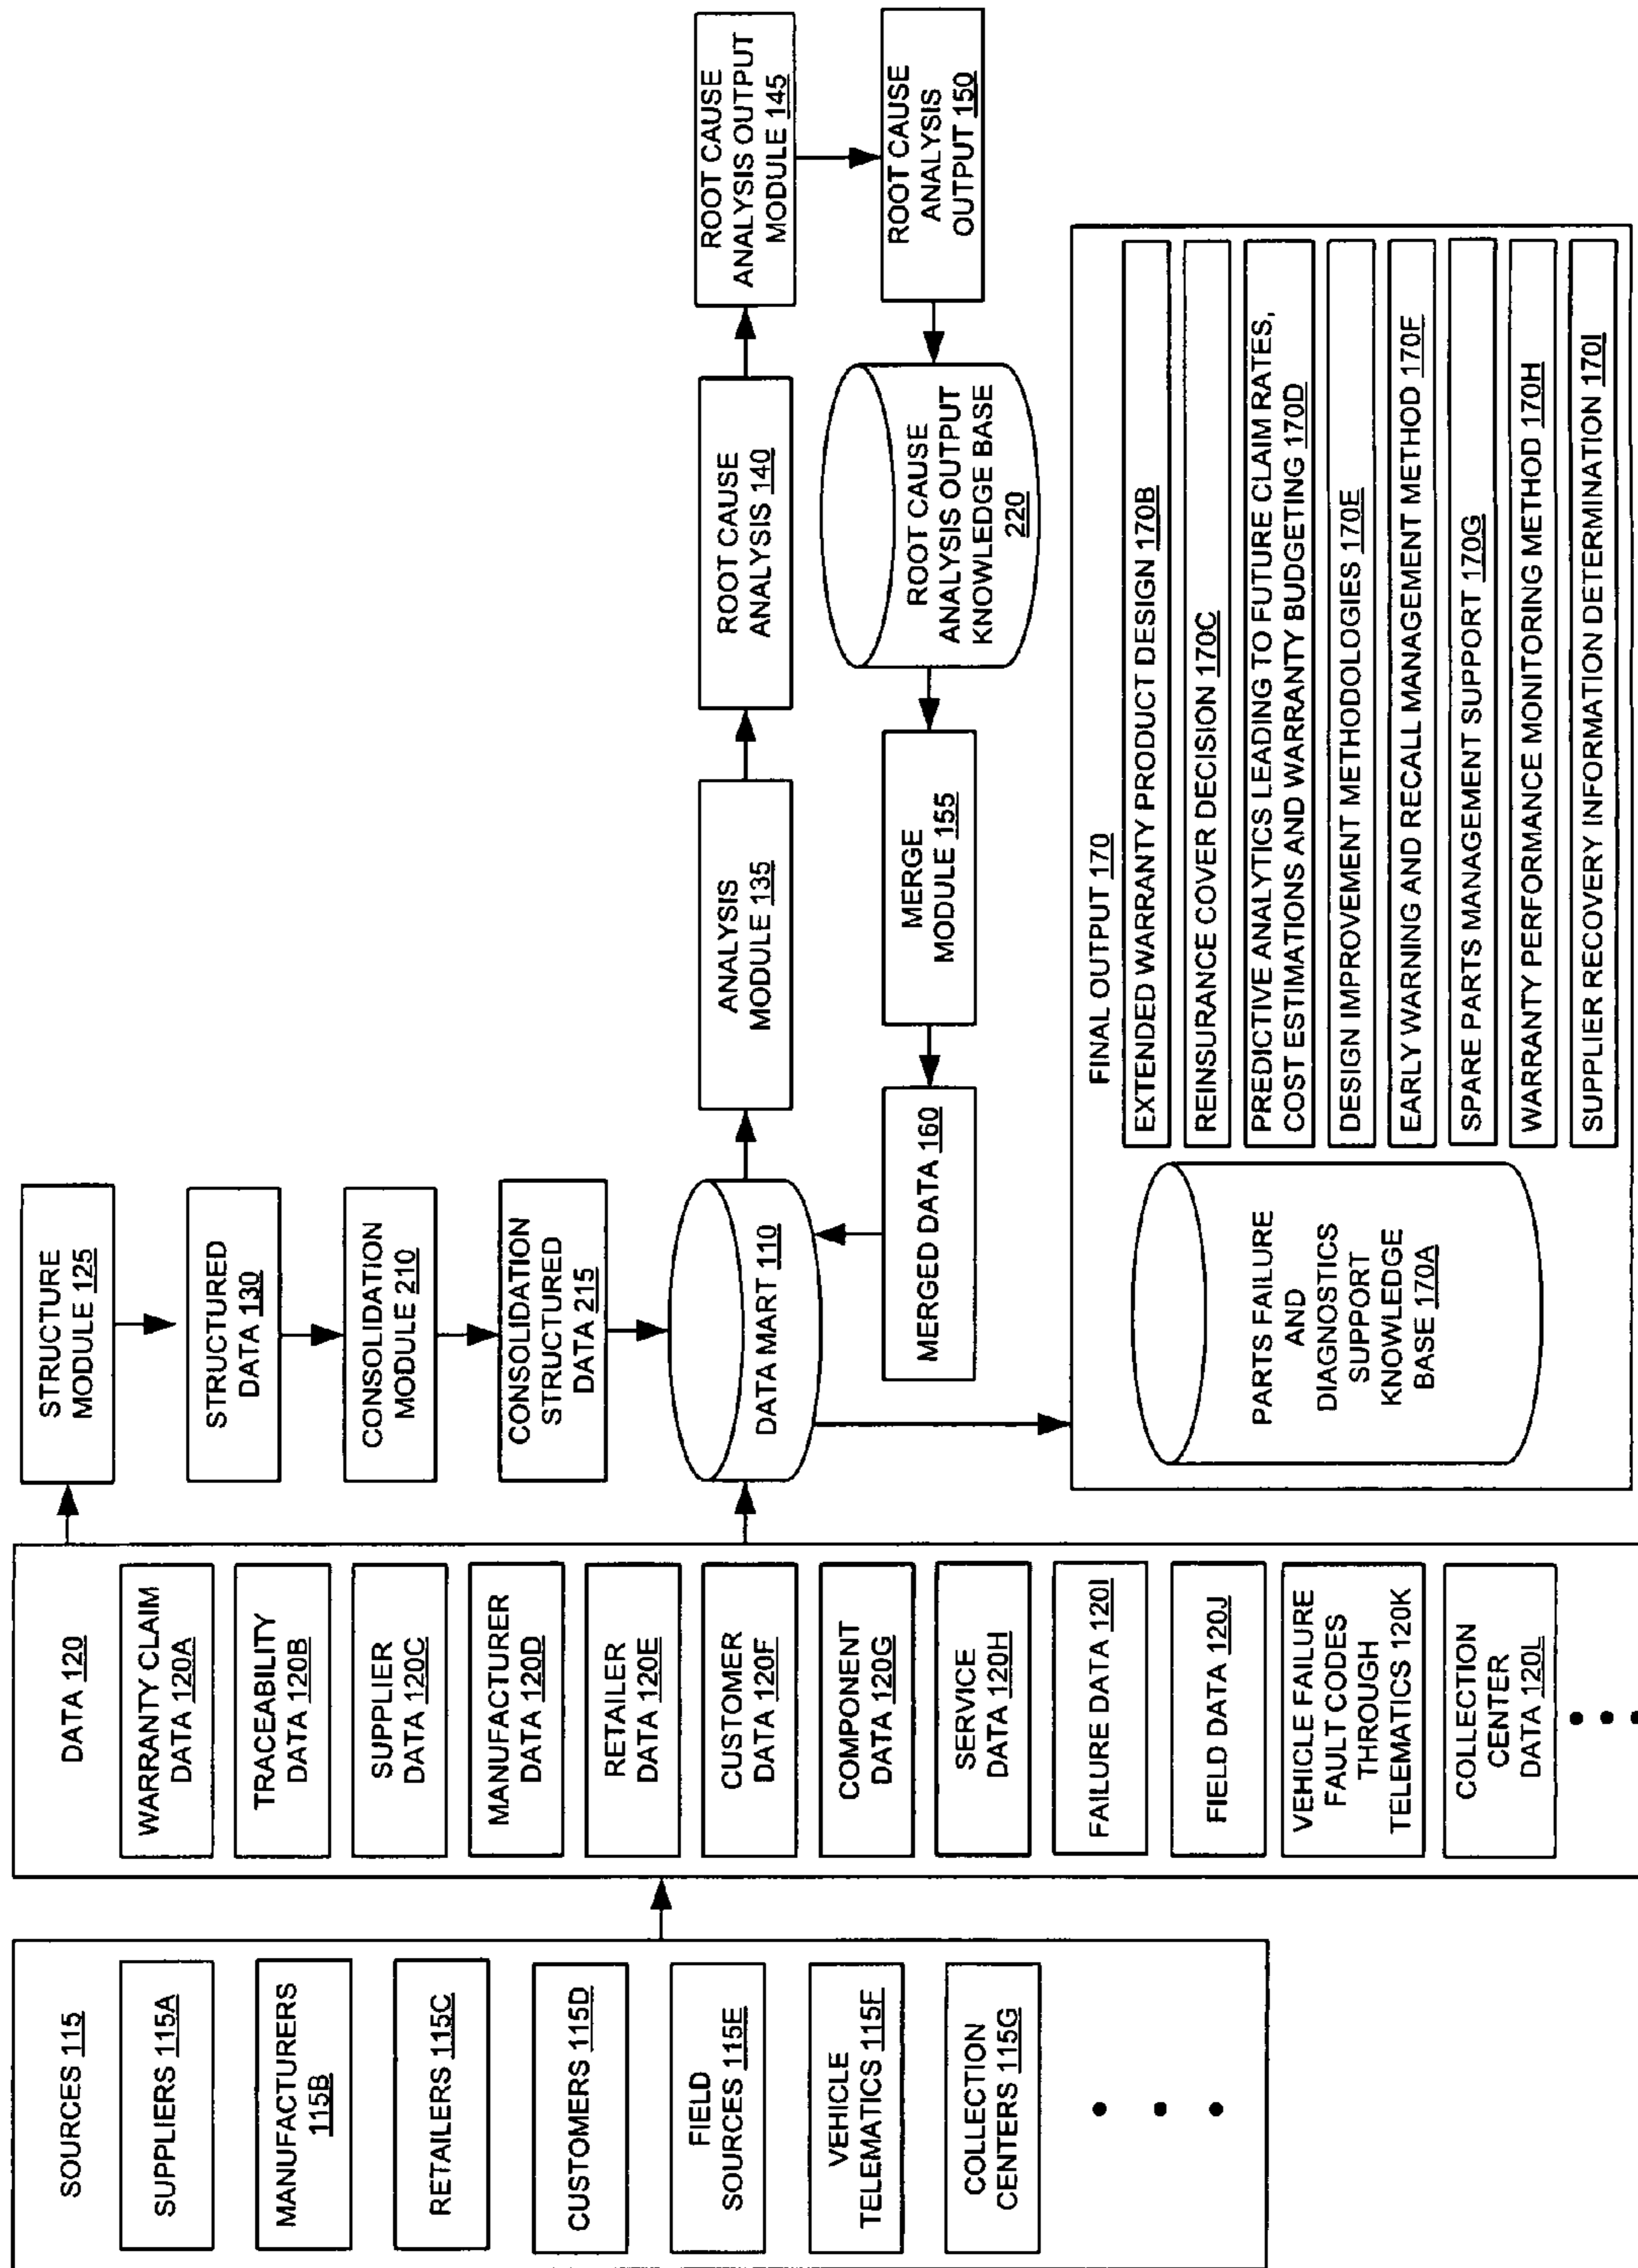 SOURCES 115
SUPPLIERS 115A
MANUFACTURERS
115B
RETAILERS 115C
CUSTOMERS 115D
FIELD
SOURCES 115E
VEHICLE
TELEMATICS 115F
COLLECTION
CENTERS 115G
DATA 120
WARRANTY CLAIM
DATA 120A
TRACEABILITY
DATA 120B
SUPPLIER
DATA 120C
MANUFACTURER
DATA 120D
RETAILER
DATA 120E
CUSTOMER
DATA 120F
COMPONENT
DATA 120G
SERVICE
DATA 120H
FAILURE DATA 120I
FIELD DATA 120J
VEHICLE FAILURE
FAULT CODES
THROUGH
TELEMATICS 120K
COLLECTION
CENTER
DATA 120L
STRUCTURE
MODULE 125
STRUCTURED
DATA 130
CONSOLIDATION
MODULE 210
CONSOLIDATION
STRUCTURED
DATA 215
DATA MART 110
ANALYSIS
MODULE 135
ROOT CAUSE
ANALYSIS 140
ROOT CAUSE
ANALYSIS OUTPUT
MODULE 145
ROOT CAUSE
ANALYSIS
OUTPUT 150
ROOT CAUSE
ANALYSIS OUTPUT
KNOWLEDGE BASE
220
MERGE
MODULE 155
MERGED DATA 160
FINAL OUTPUT 170
PARTS FAILURE
AND
DIAGNOSTICS
SUPPORT
KNOWLEDGE
BASE 170A
EXTENDED WARRANTY PRODUCT DESIGN 170B
REINSURANCE COVER DECISION 170C
PREDICTIVE ANALYTICS LEADING TO FUTURE CLAIM RATES,
COST ESTIMATIONS AND WARRANTY BUDGETING 170D
DESIGN IMPROVEMENT METHODOLOGIES 170E
EARLY WARNING AND RECALL MANAGEMENT METHOD 170F
SPARE PARTS MANAGEMENT SUPPORT 170G
WARRANTY PERFORMANCE MONITORING METHOD 170H
SUPPLIER RECOVERY INFORMATION DETERMINATION 170I